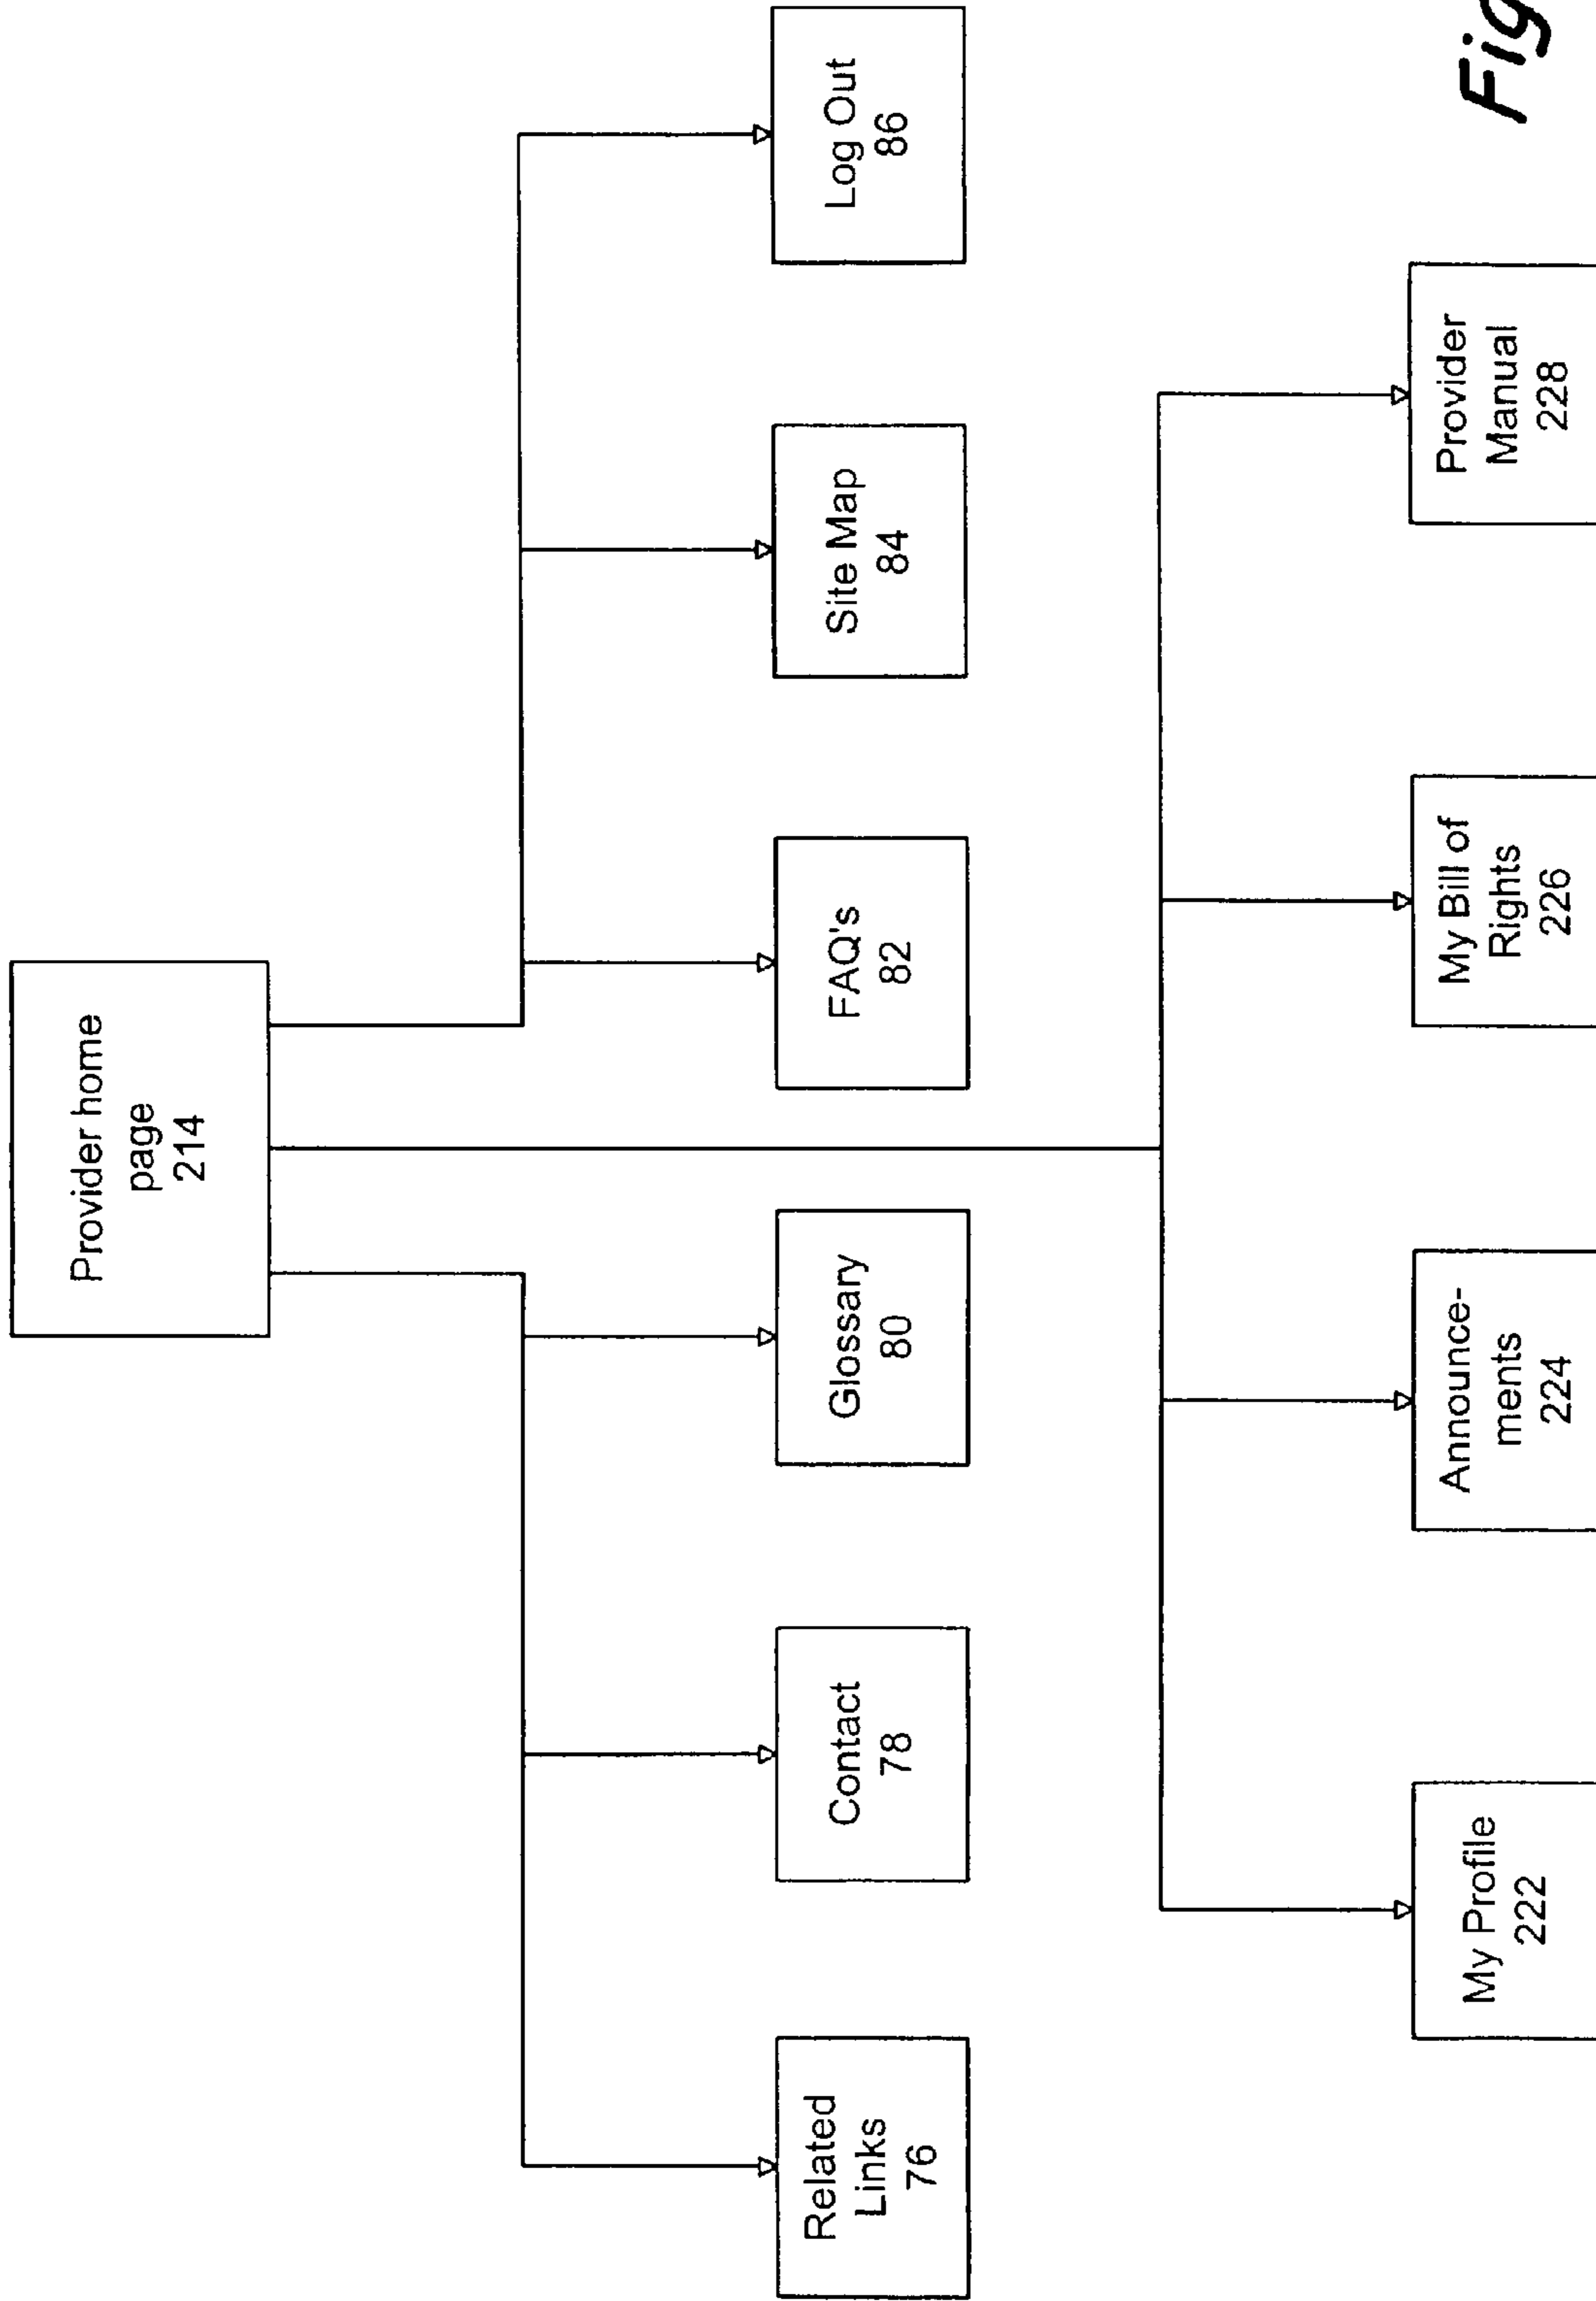 Provider home
page
214
Related
Links
76
Contact
78
Glossary
80
FAQ's
82
Site Map
84
Log Out
86
My Profile
222
Announce-
ments
224
My Bill of
Rights
226
Provider
Manual
228
Fig